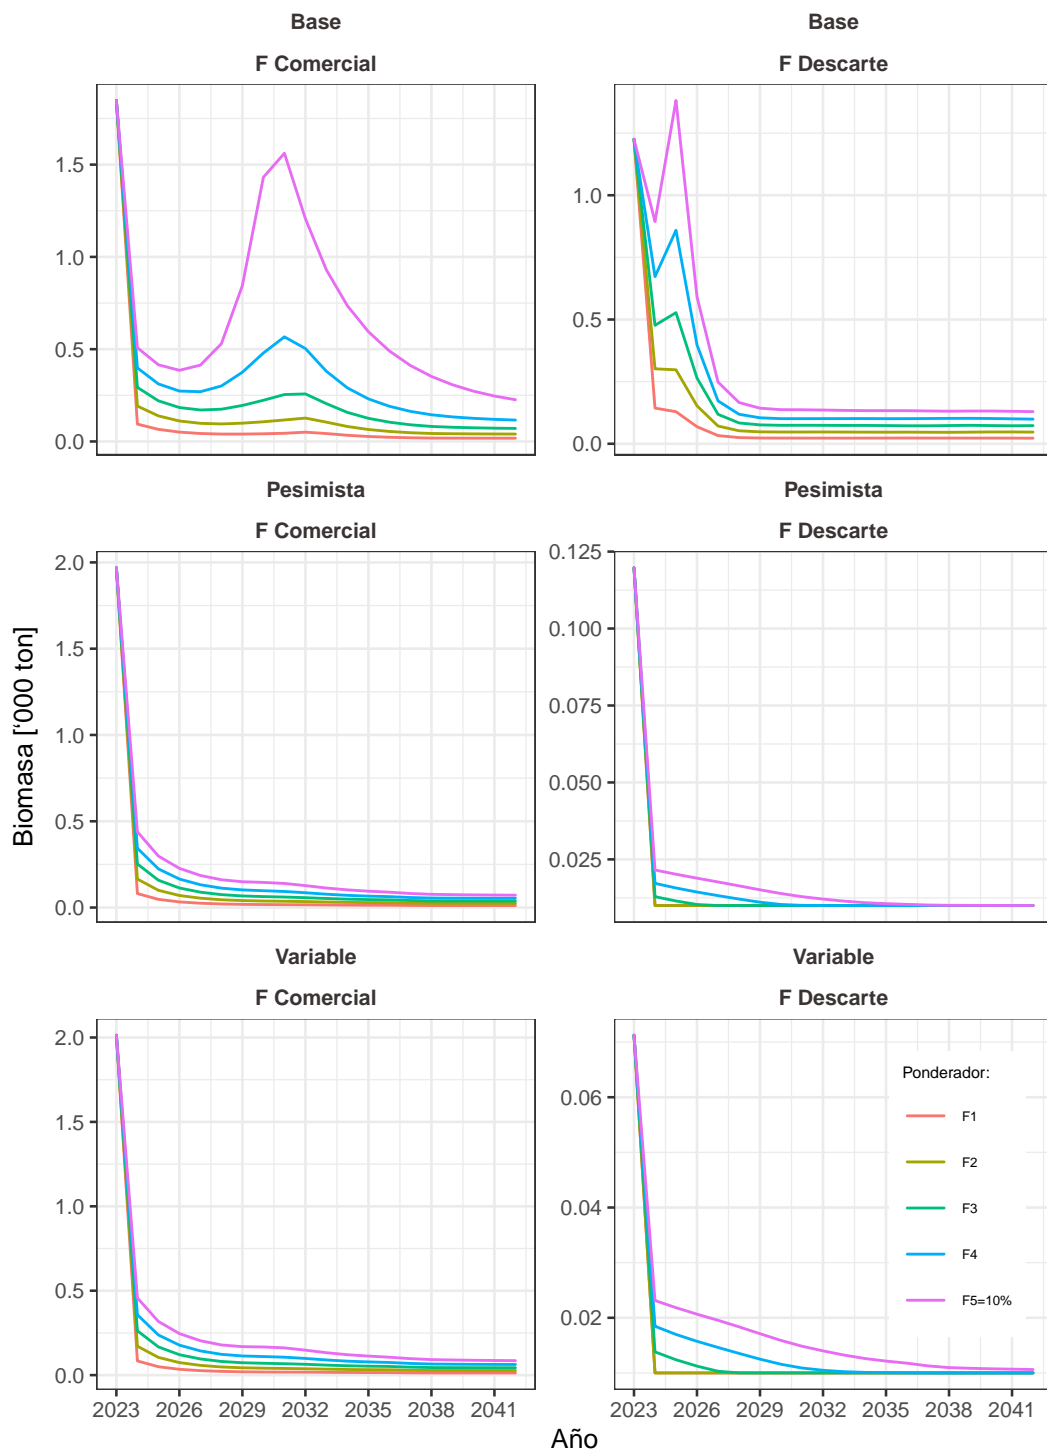 Base
F Comercial
Base
F Descarte
1.5
1.0
0.5
0.0
1.0
0.5
0.0
Pesimista
F Comercial
Pesimista
F Descarte
2.0
1.5
1.0
0.5
0.0
0.125
0.100
0.075
0.050
0.025
Biomasa ['000 ton]
Variable
F Comercial
Variable
F Descarte
2.0
1.5
1.0
0.5
0.0
0.06
0.04
0.02
Ponderador:
F1
F2
F3
F4
F5=10%
2023 2026 2029 2032 2035 2038 2041
2023 2026 2029 2032 2035 2038 2041
Año